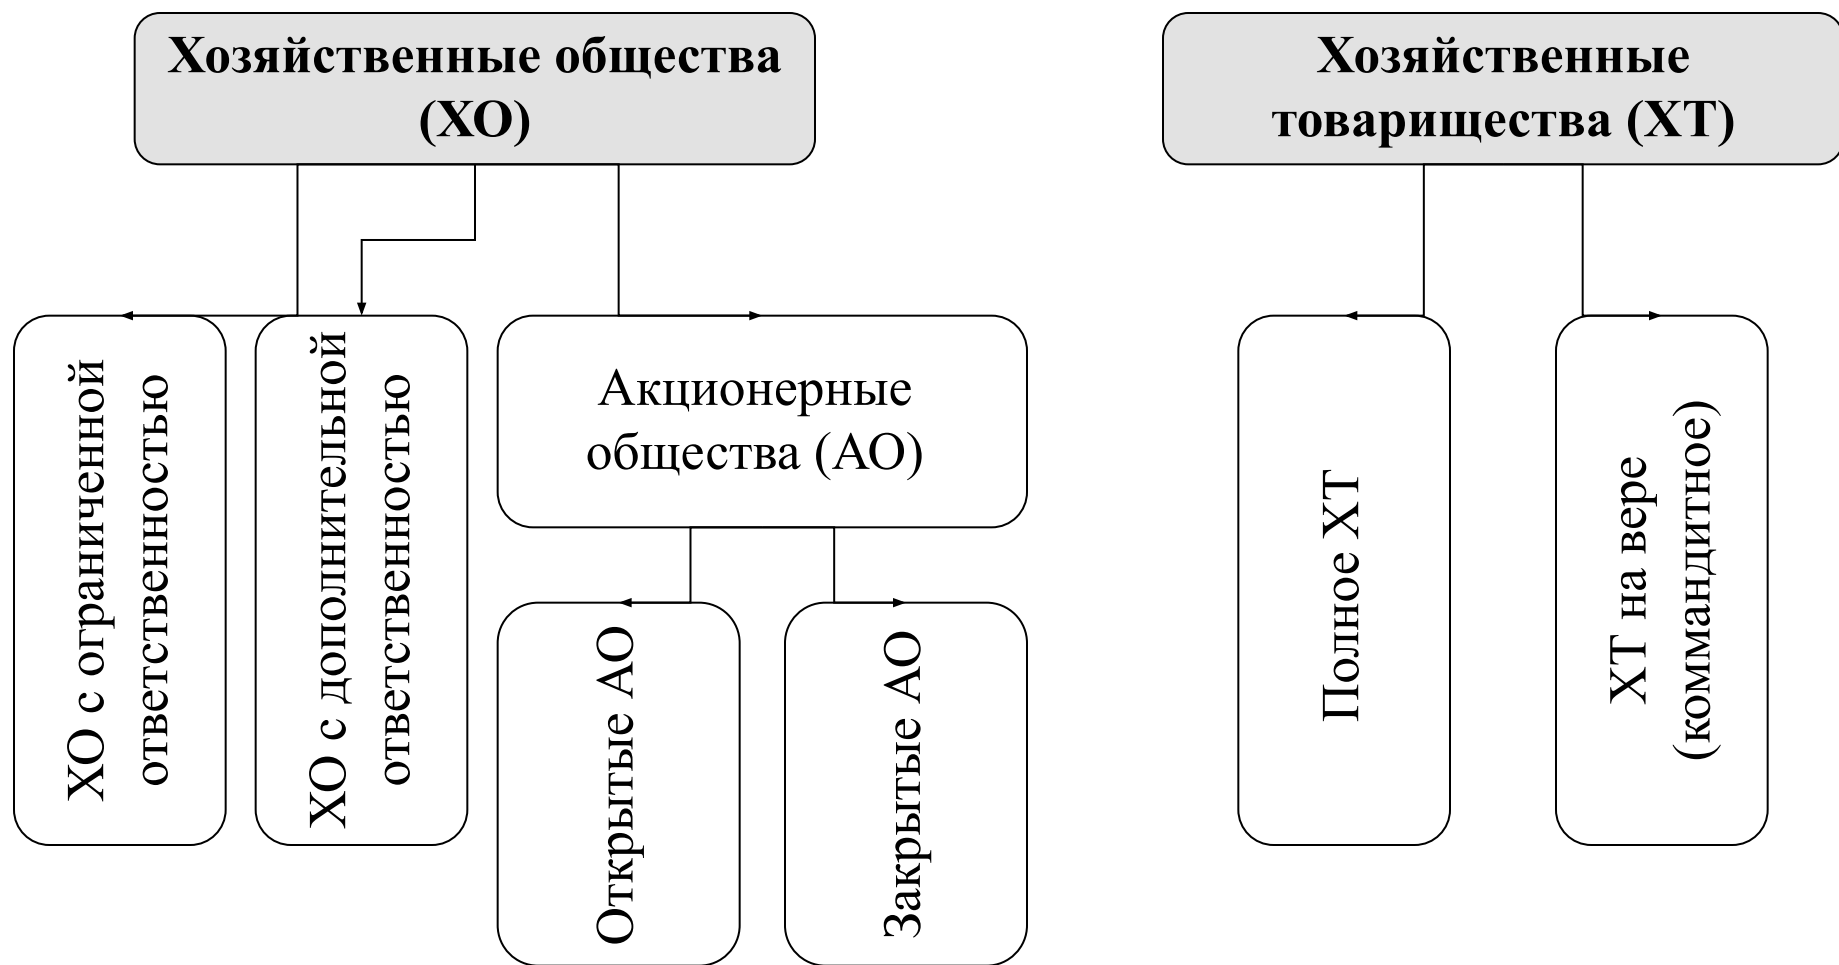 Хозяйственные общества
(ХО)
Хозяйственные
товарищества (ХТ)
ХО с ограниченной
ответственностью
ХО с дополнительной
ответственностью
Акционерные
общества (АО)
Открытые АО
Закрытые АО
Полное ХТ
ХТ на вере
(коммандитное)